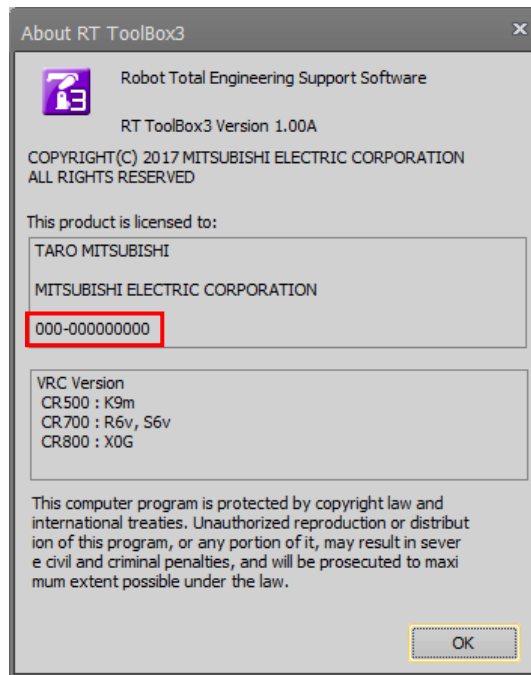 About RT ToolBox3
Robot Total Engineering Support Software
RT ToolBox3 Version 1.00A
COPYRIGHT(C) 2017 MITSUBISHI ELECTRIC CORPORATION
ALL RIGHTS RESERVED
This product is licensed to:
TARO MITSUBISHI
MITSUBISHI ELECTRIC CORPORATION
000-000000000
VRC Version
CR500 : K9m
CR700 : R6v, S6v
CR800 : X0G
This computer program is protected by copyright law and
international treaties. Unauthorized reproduction or distribut
ion of this program, or any portion of it, may result in sever
e civil and criminal penalties, and will be prosecuted to maxi
mum extent possible under the law.
OK